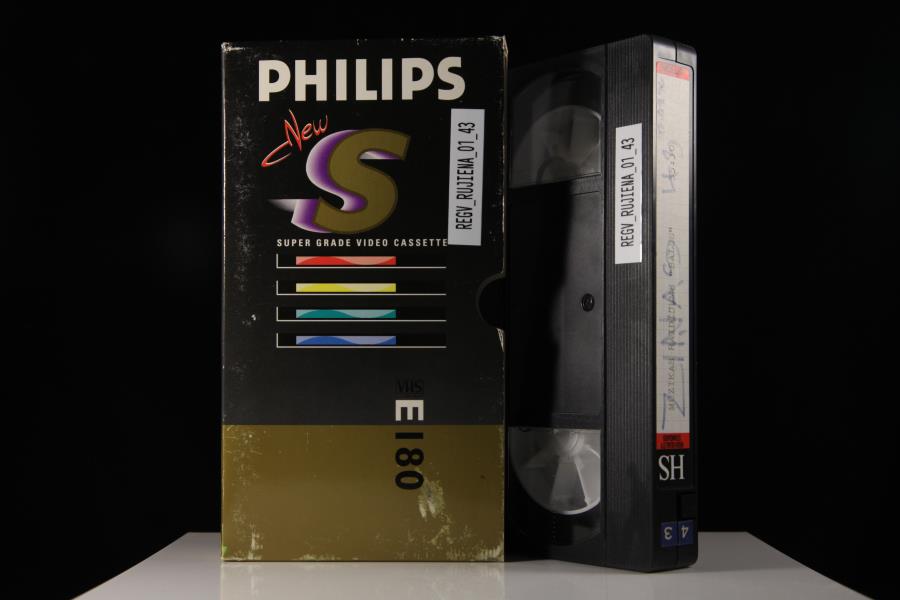 PHILIPS
New
S
SUPER GRADE VIDEO CASSETTE
VHS
E180
REGV_RUJIENA_01_43
REGV_RUJIENA_01_43
SH
4
3